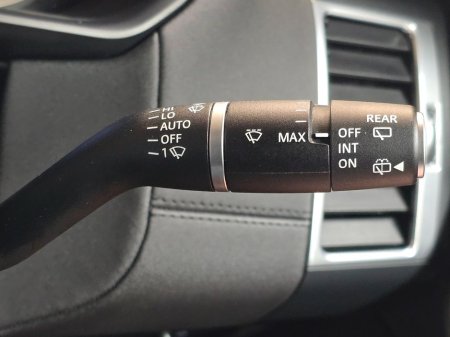 HI
LO
AUTO
OFF
1
MAX
REAR
OFF
INT
ON